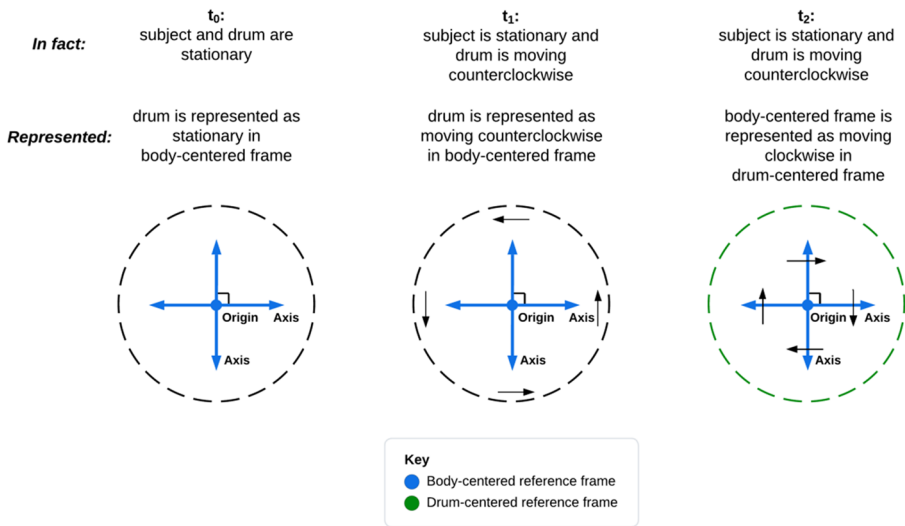 t₀:
t₁:
t₂:
In fact:
subject and drum are
stationary
subject is stationary and
drum is moving
counterclockwise
subject is stationary and
drum is moving
counterclockwise
Represented:
drum is represented as
stationary in
body-centered frame
drum is represented as
moving counterclockwise
in body-centered frame
body-centered frame is
represented as moving
clockwise in
drum-centered frame
Origin
Axis
Axis
Origin
Axis
Axis
Origin
Axis
Axis
Key
Body-centered reference frame
Drum-centered reference frame